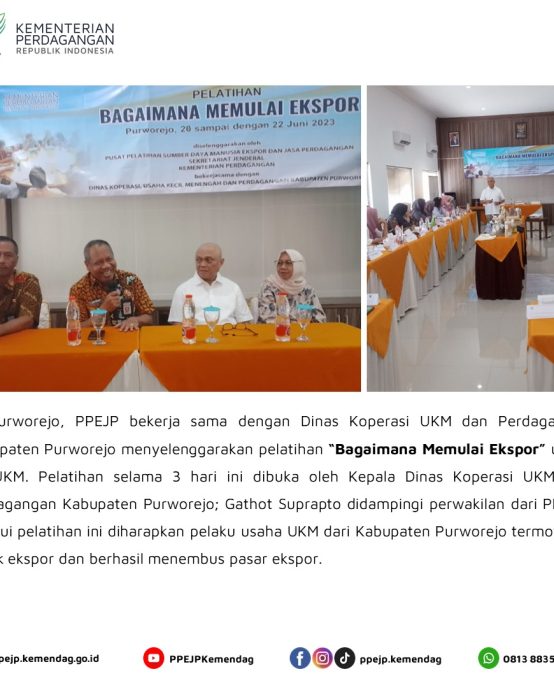 KEMENTERIAN
PERDAGANGAN
REPUBLIK INDONESIA
PELATIHAN
BAGAIMANA MEMULAI EKSPOR
Purworejo, 20 sampai dengan 22 Juni 2023
diselenggarakan oleh
PUSAT PELATIHAN SUMBER DAYA MANUSIA EKSPOR DAN JASA PERDAGANGAN
SEKRETARIAT JENDERAL
KEMENTERIAN PERDAGANGAN
bekerjasama dengan
DINAS KOPERASI, USAHA KECIL MENENGAH DAN PERDAGANGAN KABUPATEN PURWORE
BAGAIMANA MEMULAI EKSP
urworejo, PPEJP bekerja sama dengan Dinas Koperasi UKM dan Perdaga
upaten Purworejo menyelenggarakan pelatihan “Bagaimana Memulai Ekspor” u
UKM. Pelatihan selama 3 hari ini dibuka oleh Kepala Dinas Koperasi UKM
agangan Kabupaten Purworejo; Gathot Suprapto didampingi perwakilan dari P
ui pelatihan ini diharapkan pelaku usaha UKM dari Kabupaten Purworejo termo
k ekspor dan berhasil menembus pasar ekspor.
pejp.kemendag.go.id PPEJPKemendag ppejp.kemendag 0813 8835